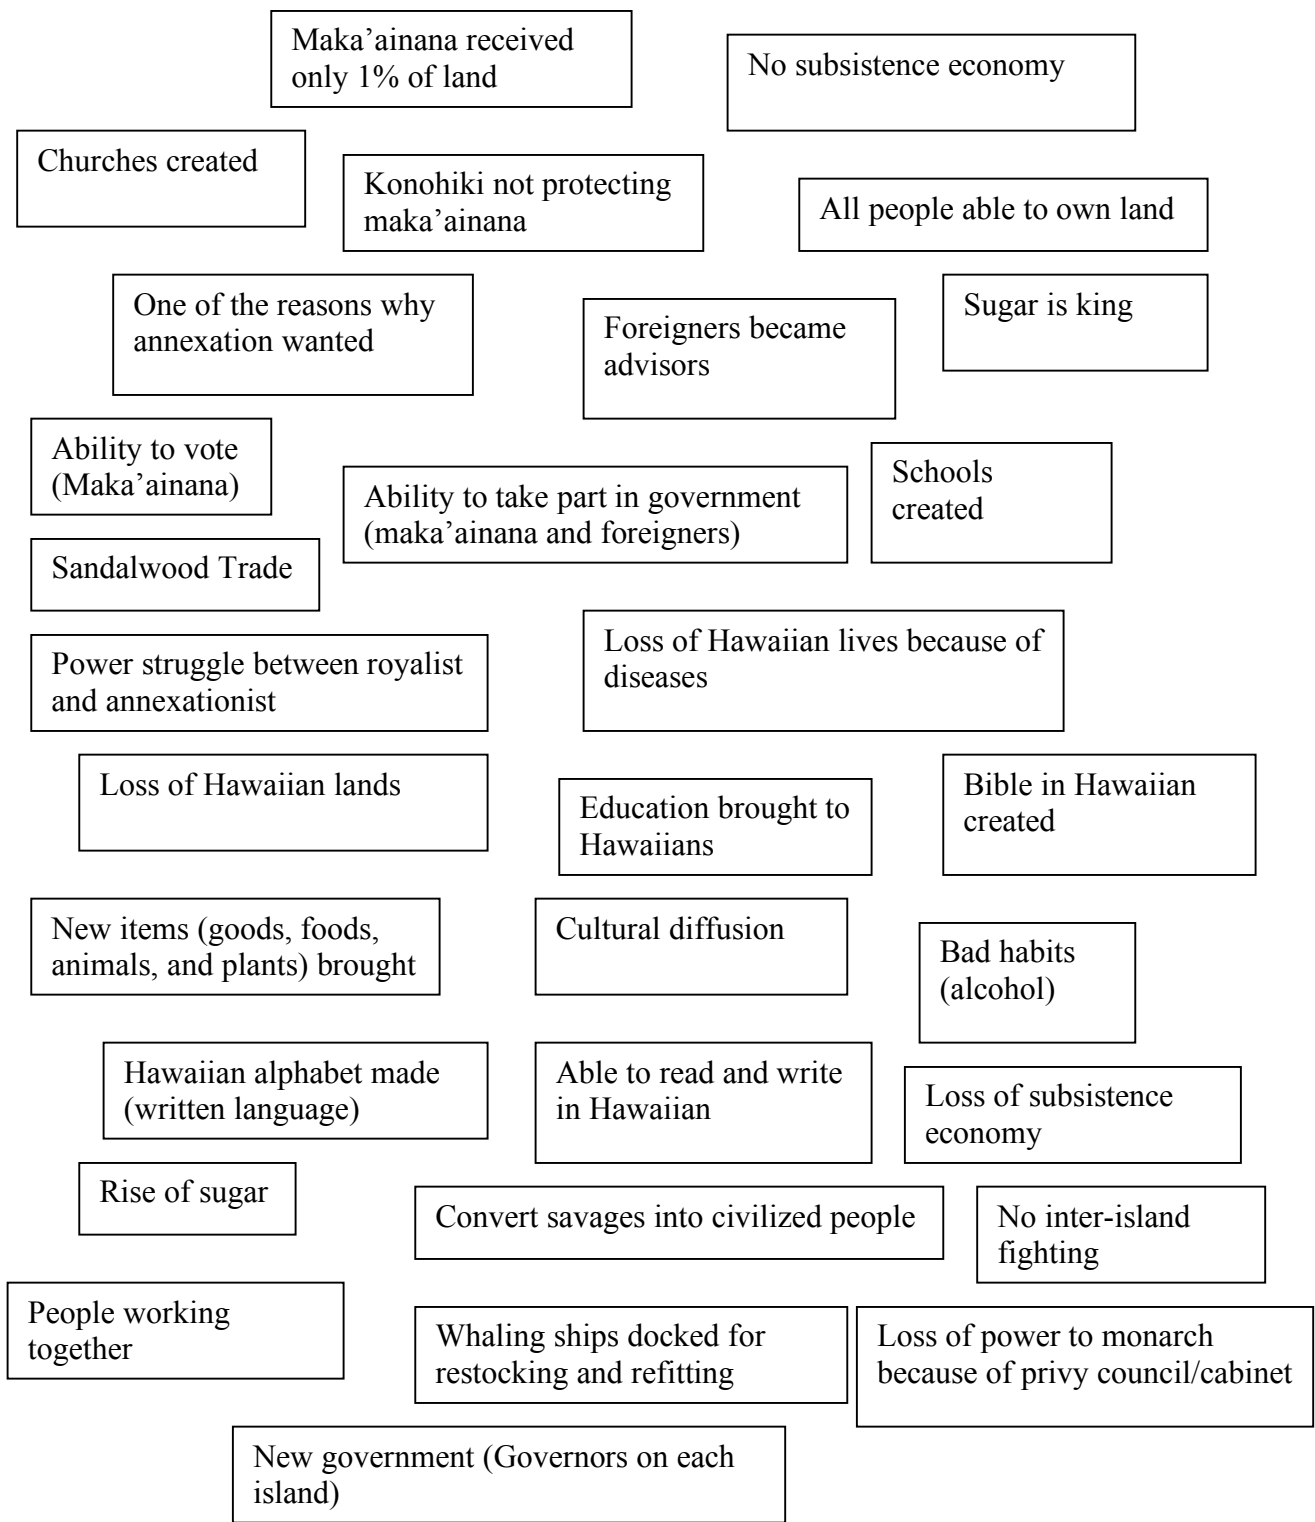 Maka’ainana received
only 1% of land
No subsistence economy
Churches created
Konohiki not protecting
maka’ainana
All people able to own land
One of the reasons why
annexation wanted
Foreigners became
advisors
Sugar is king
Ability to vote
(Maka’ainana)
Ability to take part in government
(maka’ainana and foreigners)
Schools
created
Sandalwood Trade
Power struggle between royalist
and annexationist
Loss of Hawaiian lives because of
diseases
Loss of Hawaiian lands
Education brought to
Hawaiians
Bible in Hawaiian
created
New items (goods, foods,
animals, and plants) brought
Cultural diffusion
Bad habits
(alcohol)
Hawaiian alphabet made
(written language)
Able to read and write
in Hawaiian
Loss of subsistence
economy
Rise of sugar
Convert savages into civilized people
No inter-island
fighting
People working
together
Whaling ships docked for
restocking and refitting
Loss of power to monarch
because of privy council/cabinet
New government (Governors on each
island)